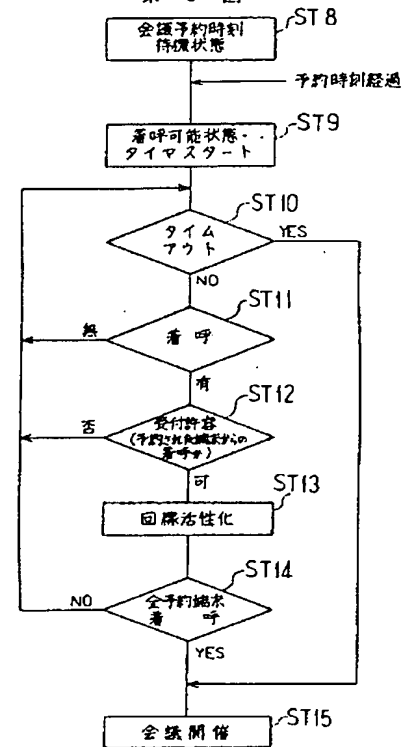 会議予約時刻
待機状態
ST8
予約時刻経過
着呼可能状態・
タイマスタート
ST9
タイム
アウト
ST10
YES
NO
ST11
無
着呼
有
ST12
否
受付許容
(予約された端末からの
着呼か)
可
ST13
回線活性化
ST14
NO
全予約端末
着呼
YES
会議開催
ST15